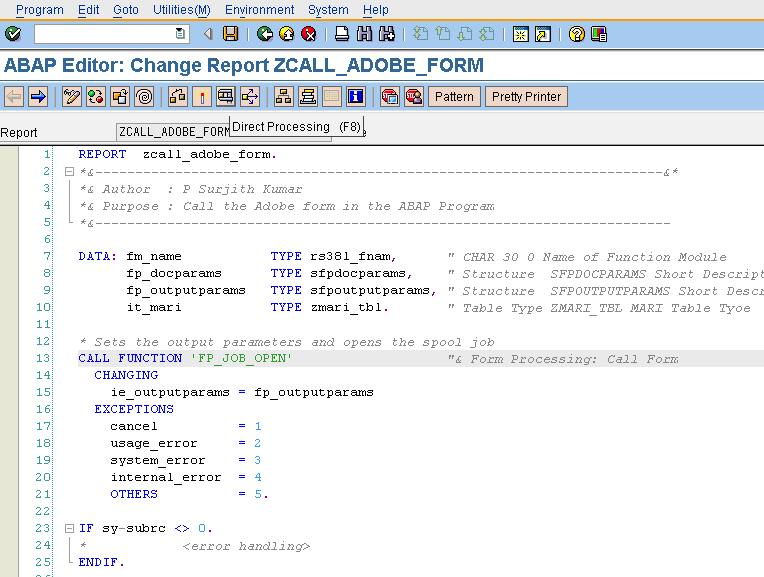 Program Edit Goto Utilities(M) Environment System Help
ABAP Editor: Change Report ZCALL_ADOBE_FORM
Pattern Pretty Printer
Direct Processing (F8)
Report ZCALL_ADOBE_FORM
1 REPORT zcall_adobe_form.
2 *&---------------------------------------------------------------------&*
3 *& Author : P Surjith Kumar
4 *& Purpose : Call the Adobe form in the ABAP Program
5 *&---------------------------------------------------------------------
6
7 DATA: fm_name TYPE rs38l_fnam, " CHAR 30 0 Name of Function Module
8 fp_docparams TYPE sfpdocparams, " Structure SFPDOCPARAMS Short Descript
9 fp_outputparams TYPE sfpoutputparams, " Structure SFPOUTPUTPARAMS Short Descr
10 it_mari TYPE zmari_tbl. " Table Type ZMARI_TBL MARI Table Tyoe
11
12 * Sets the output parameters and opens the spool job
13 CALL FUNCTION 'FP_JOB_OPEN' "& Form Processing: Call Form
14 CHANGING
15 ie_outputparams = fp_outputparams
16 EXCEPTIONS
17 cancel = 1
18 usage_error = 2
19 system_error = 3
20 internal_error = 4
21 OTHERS = 5.
22
23 IF sy-subrc <> 0.
24 * <error handling>
25 ENDIF.